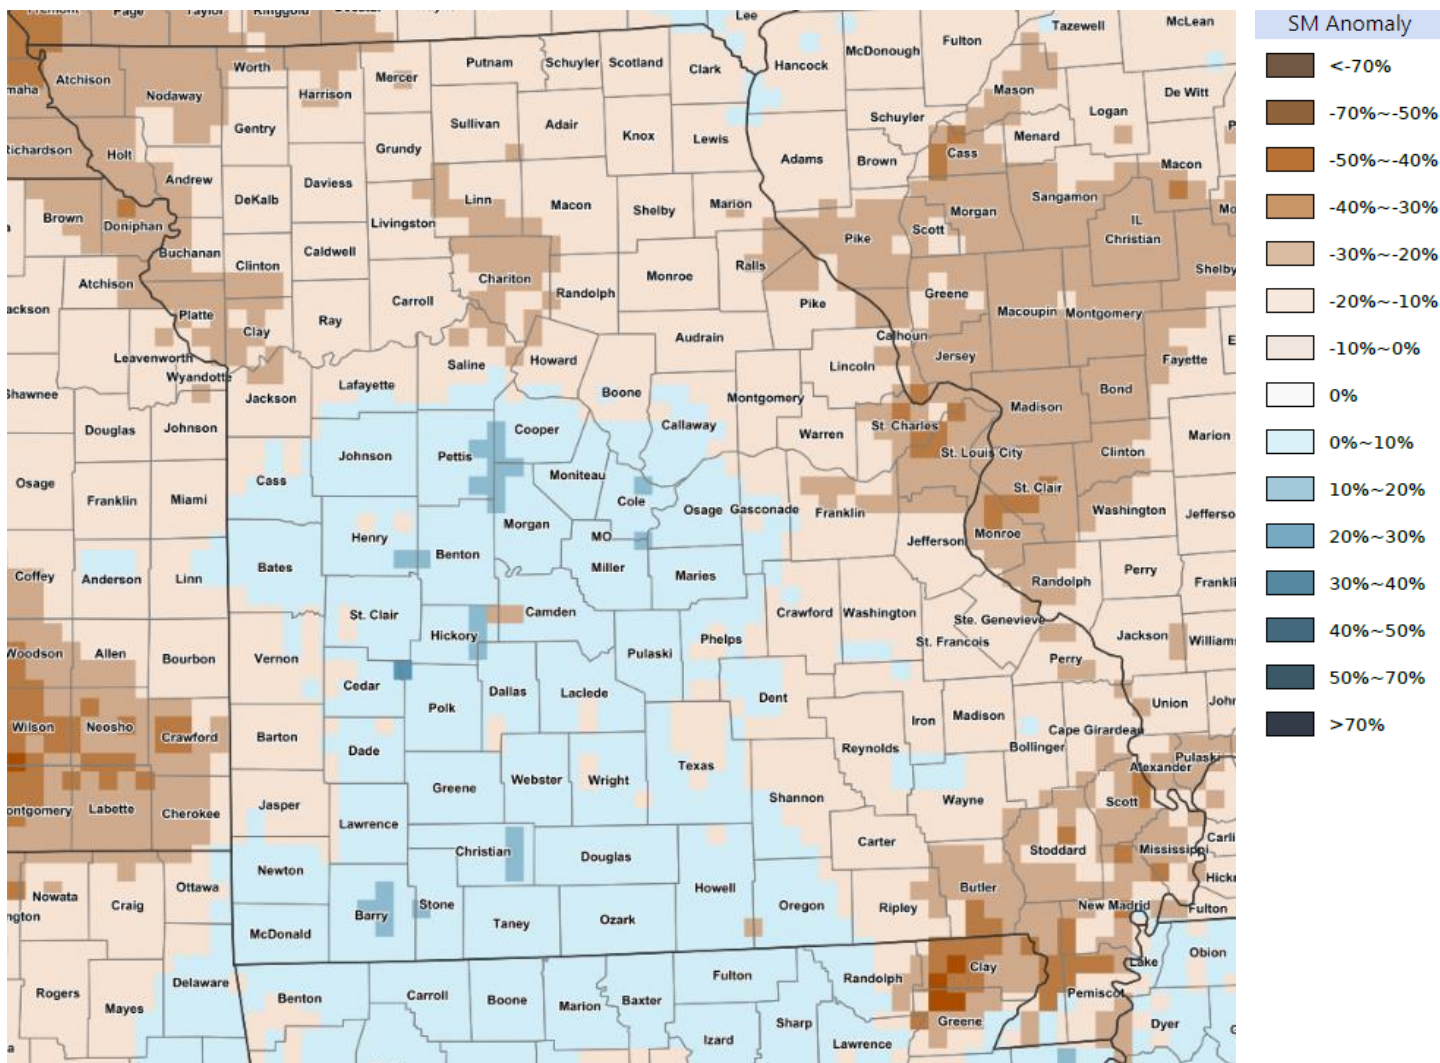 Page
Taylor
Ringgold
Lee
Tazewell
McLean
SM Anomaly
<-70%
-70%~-50%
-50%~-40%
-40%~-30%
-30%~-20%
-20%~-10%
-10%~0%
0%
0%~10%
10%~20%
20%~30%
30%~40%
40%~50%
50%~70%
>70%
Putnam
Schuyler
Scotland
Clark
Hancock
McDonough
Fulton
Atchison
Worth
Mercer
maha
Nodaway
Harrison
Mason
De Witt
Gentry
Sullivan
Adair
Knox
Lewis
Schuyler
Logan
Menard
Richardson
Holt
Grundy
Adams
Brown
Cass
Macon
Andrew
Daviess
DeKalb
Linn
Macon
Shelby
Marion
Sangamon
Brown
Doniphan
Livingston
Morgan
IL
Mo
Scott
Pike
Christian
Buchanan
Caldwell
Clinton
Chariton
Monroe
Ralls
Shelby
Atchison
Randolph
Greene
Carroll
Pike
ackson
Platte
Ray
Macoupin
Montgomery
Clay
Audrain
Calhoun
Leavenworth
Wyandotte
Saline
Howard
Lincoln
Jersey
Fayette
Shawnee
Jackson
Lafayette
Boone
Montgomery
Bond
Madison
Douglas
Johnson
Cooper
Callaway
Warren
St. Charles
Marion
Johnson
Pettis
St. Louis City
Clinton
Osage
Cass
Moniteau
St. Clair
Franklin
Miami
Cole
Osage
Gasconade
Franklin
Washington
Jefferso
Henry
Morgan
MO
Jefferson
Monroe
Benton
Coffey
Anderson
Linn
Bates
Miller
Maries
Randolph
Perry
Frankli
St. Clair
Camden
Crawford
Washington
Ste. Genevieve
Hickory
Phelps
St. Francois
Jackson
Williams
Woodson
Allen
Bourbon
Vernon
Pulaski
Perry
Cedar
Dallas
Laclede
Dent
Union
John
Polk
Wilson
Neosho
Crawford
Barton
Iron
Madison
Cape Girardeau
Dade
Reynolds
Bollinger
Webster
Wright
Texas
Pulaski
Alexander
Greene
Shannon
Wayne
Scott
ontgomery
Labette
Cherokee
Jasper
Lawrence
Carter
Carli
Christian
Douglas
Stoddard
Mississippi
Newton
Nowata
Craig
Ottawa
Howell
Butler
Hickr
ngton
Barry
Stone
Taney
Ozark
Oregon
Ripley
New Madrid
Fulton
McDonald
Obion
Lake
Rogers
Mayes
Delaware
Benton
Carroll
Boone
Marion
Fulton
Baxter
Randolph
Clay
Pemiscot
Sharp
Greene
Dyer
Izard
Lawrence